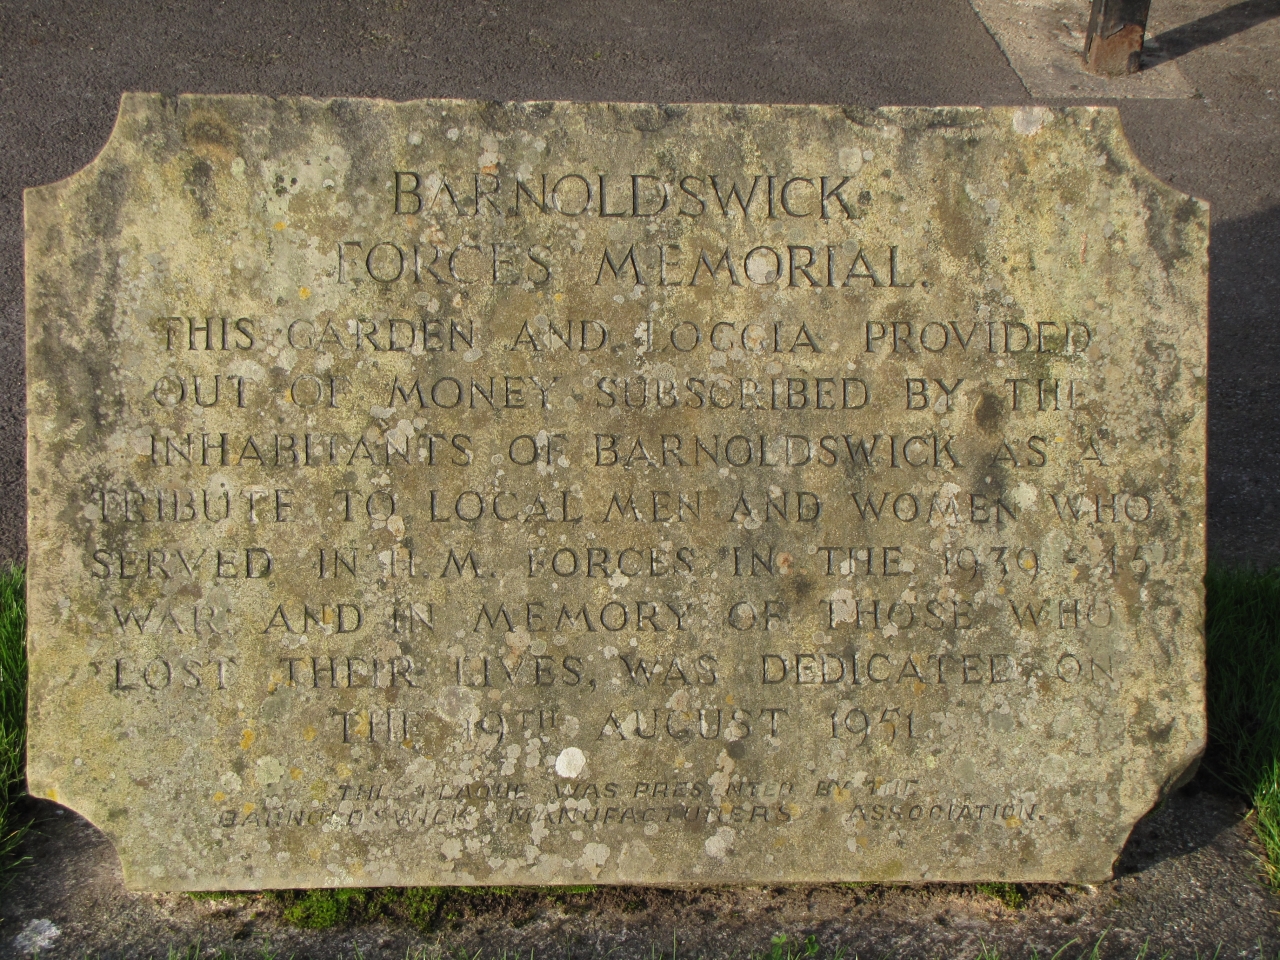 BARNOLDSWICK
FORCES MEMORIAL.
THIS GARDEN AND LOGGIA PROVIDED
OUT OF MONEY SUBSCRIBED BY THE
INHABITANTS OF BARNOLDSWICK AS A
TRIBUTE TO LOCAL MEN AND WOMEN WHO
SERVED IN H.M. FORCES IN THE 1939-45
WAR AND IN MEMORY OF THOSE WHO
LOST THEIR LIVES, WAS DEDICATED ON
THE 19TH AUGUST 1951
THIS PLAQUE WAS PRESENTED BY THE
BARNOLDSWICK MANUFACTURERS ASSOCIATION.